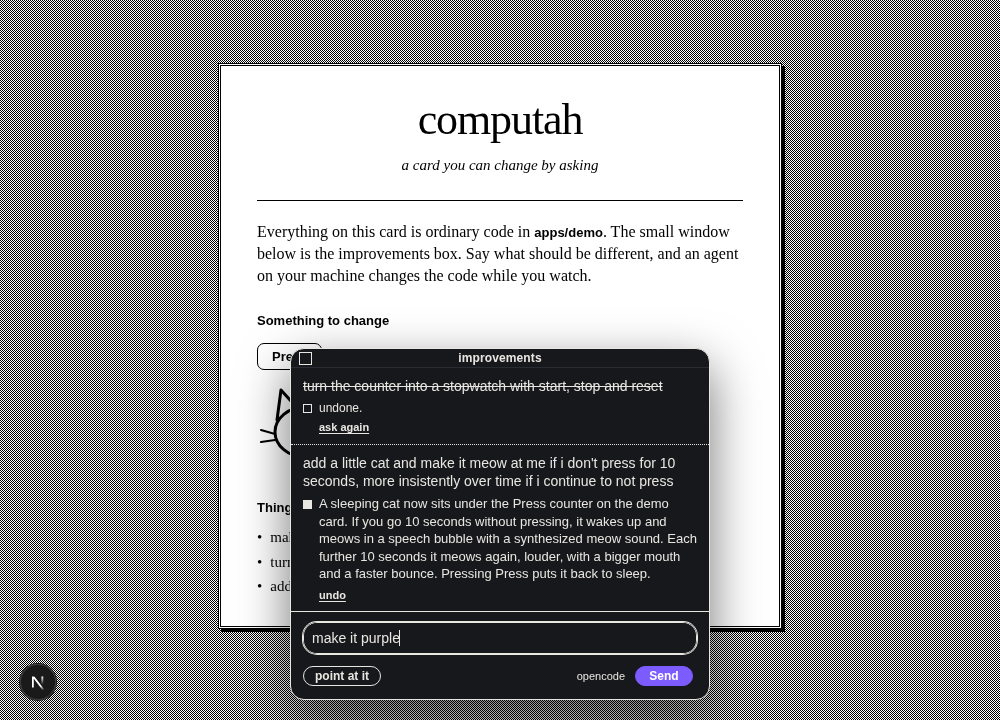 computah
a card you can change by asking
Everything on this card is ordinary code in apps/demo. The small window
below is the improvements box. Say what should be different, and an agent
on your machine changes the code while you watch.
Something to change
improvements
turn the counter into a stopwatch with start, stop and reset
undone.
ask again
add a little cat and make it meow at me if i don't press for 10
seconds, more insistently over time if i continue to not press
A sleeping cat now sits under the Press counter on the demo
card. If you go 10 seconds without pressing, it wakes up and
meows in a speech bubble with a synthesized meow sound. Each
further 10 seconds it meows again, louder, with a bigger mouth
and a faster bounce. Pressing Press puts it back to sleep.
undo
make it purple
point at it
opencode
Send
N